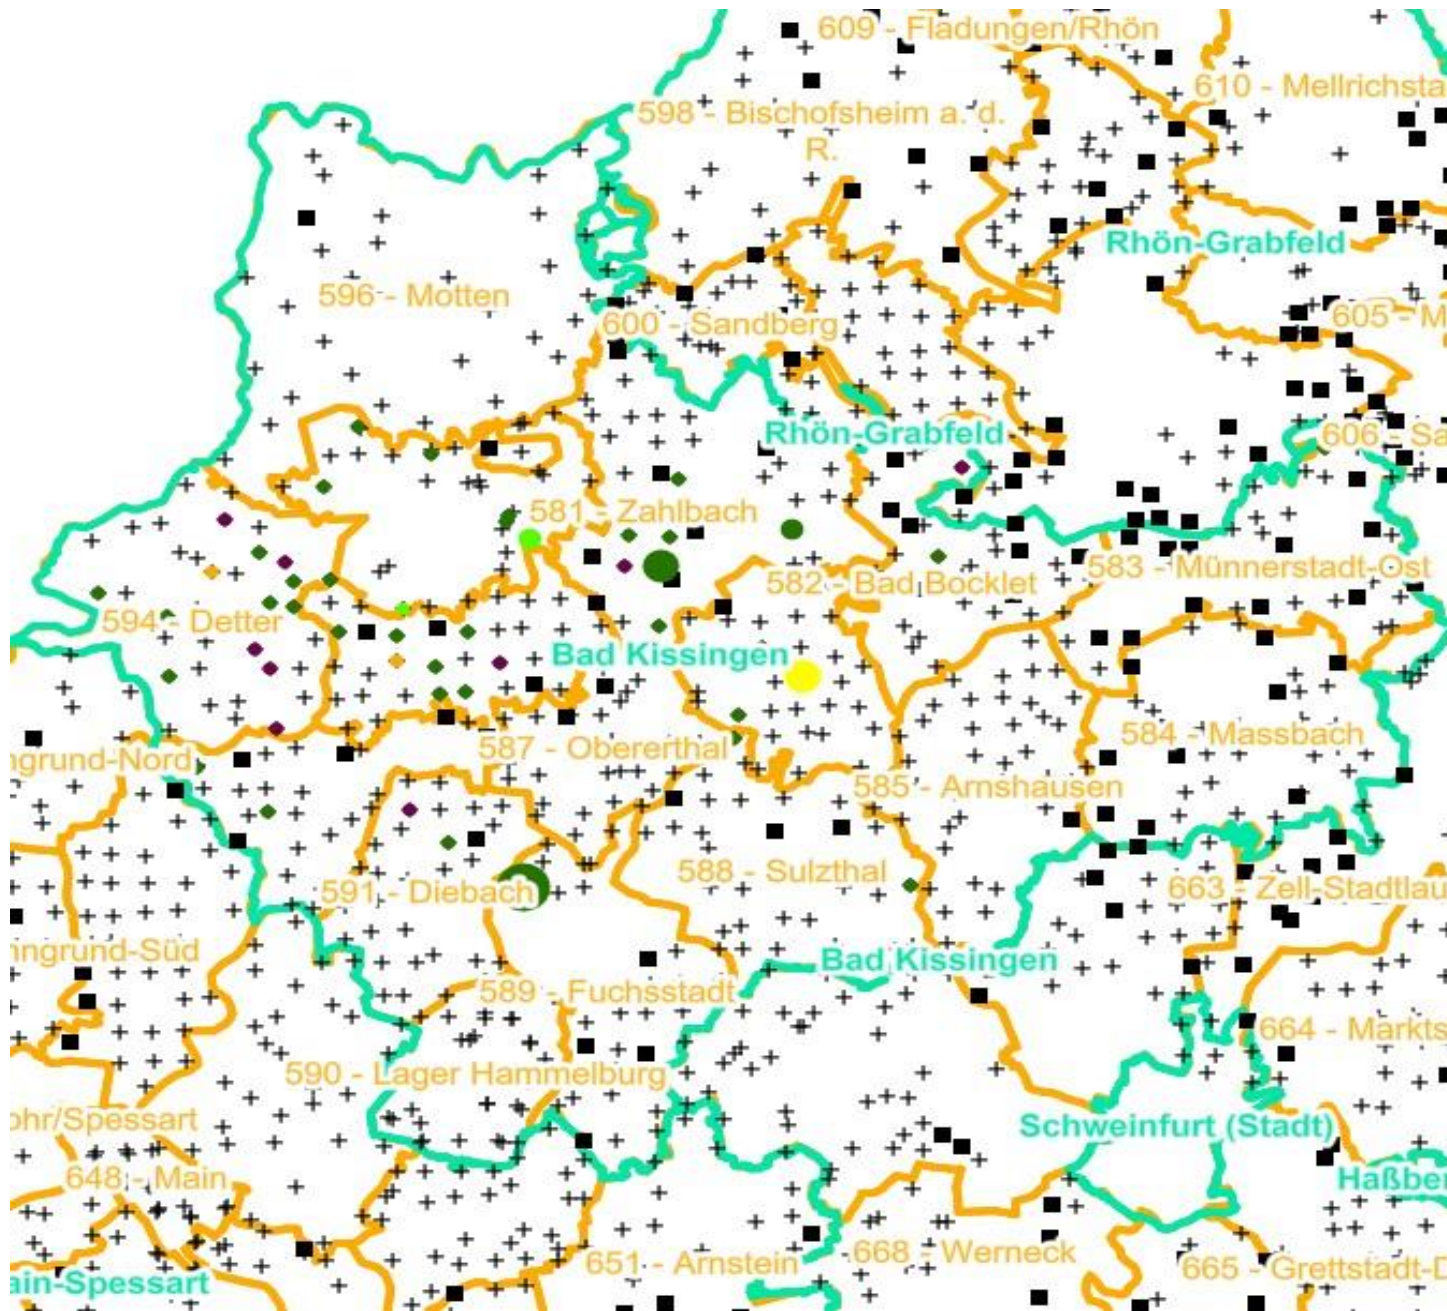 609 - Fladungen/Rhön
610 - Mellrichsta
598 - Bischofsheim a. d.
R.
Rhön-Grabfeld
596 - Motten
600 - Sandberg
605 - M
Rhön-Grabfeld
606 - Sa
581 - Zahlbach
582 - Bad Bocklet
583 - Münnerstadt-Ost
594 - Detter
Bad Kissingen
584 - Massbach
587 - Obererthal
ngrund-Nord
585 - Arnshausen
588 - Sulzthal
591 - Diebach
663 - Zell-Stadtlau
nngrund-Süd
Bad Kissingen
589 - Fuchsstadt
664 - Markts
590 - Lager Hammelburg
ohr/Spessart
Schweinfurt (Stadt)
648 - Main
Haßber
651 - Arnstein
668 - Werneck
665 - Grettstadt-D
ain-Spessart